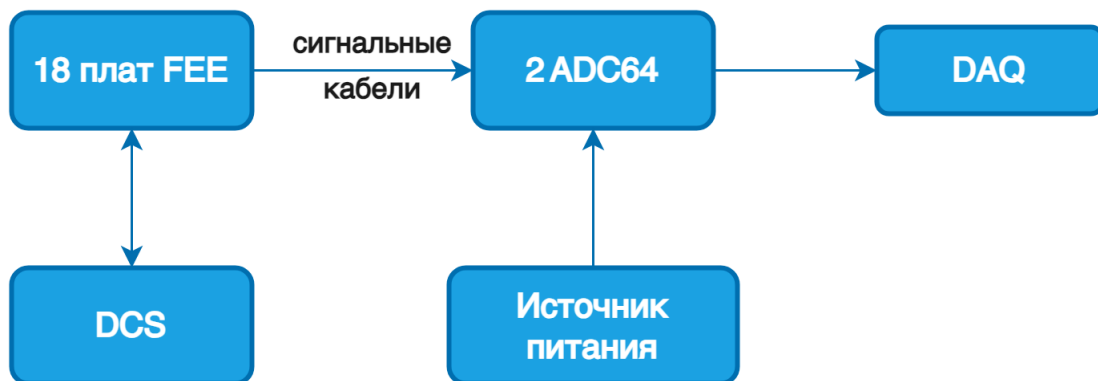 18 плат FEE
сигнальные
кабели
2 ADC64
DAQ
DCS
Источник
питания